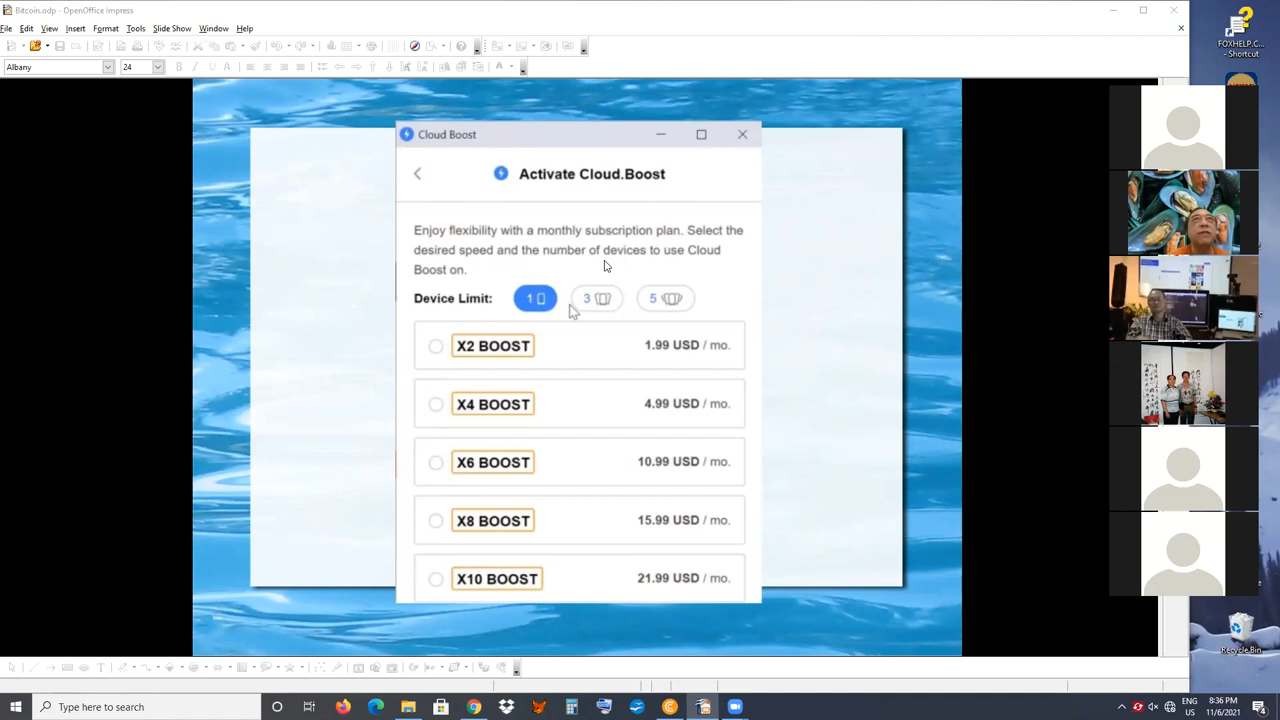 Bitcoin.odp - OpenOffice Impress
File Edit View Insert Format Tools Slide Show Window Help
Albany 24
FOXHELP.C...
- Shortcut
Cloud Boost
Activate Cloud.Boost
Enjoy flexibility with a monthly subscription plan. Select the
desired speed and the number of devices to use Cloud
Boost on.
Device Limit: 1 3 5
X2 BOOST 1.99 USD / mo.
X4 BOOST 4.99 USD / mo.
X6 BOOST 10.99 USD / mo.
X8 BOOST 15.99 USD / mo.
X10 BOOST 21.99 USD / mo.
Recycle Bin
Type here to search
ENG
US
8:36 PM
11/6/2021
4